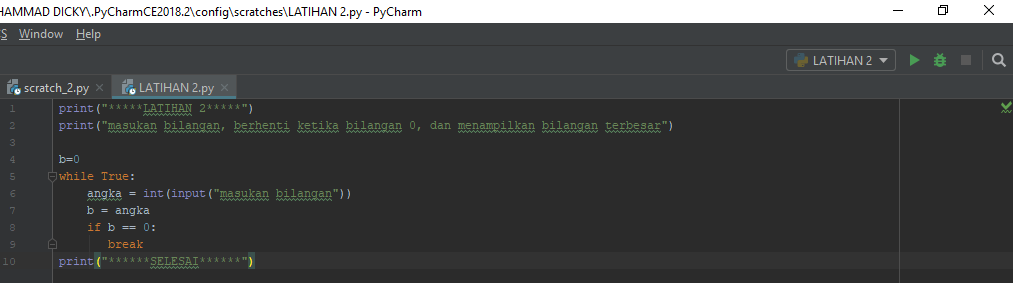 HAMMAD DICKY\.PyCharmCE2018.2\config\scratches\LATIHAN 2.py - PyCharm
S Window Help
LATIHAN 2
scratch_2.py LATIHAN 2.py
1 print("*****LATIHAN 2*****")
2 print("masukan bilangan, berhenti ketika bilangan 0, dan menampilkan bilangan terbesar")
3
4 b=0
5 while True:
6 angka = int(input("masukan bilangan"))
7 b = angka
8 if b == 0:
9 break
10 print("******SELESAI******")